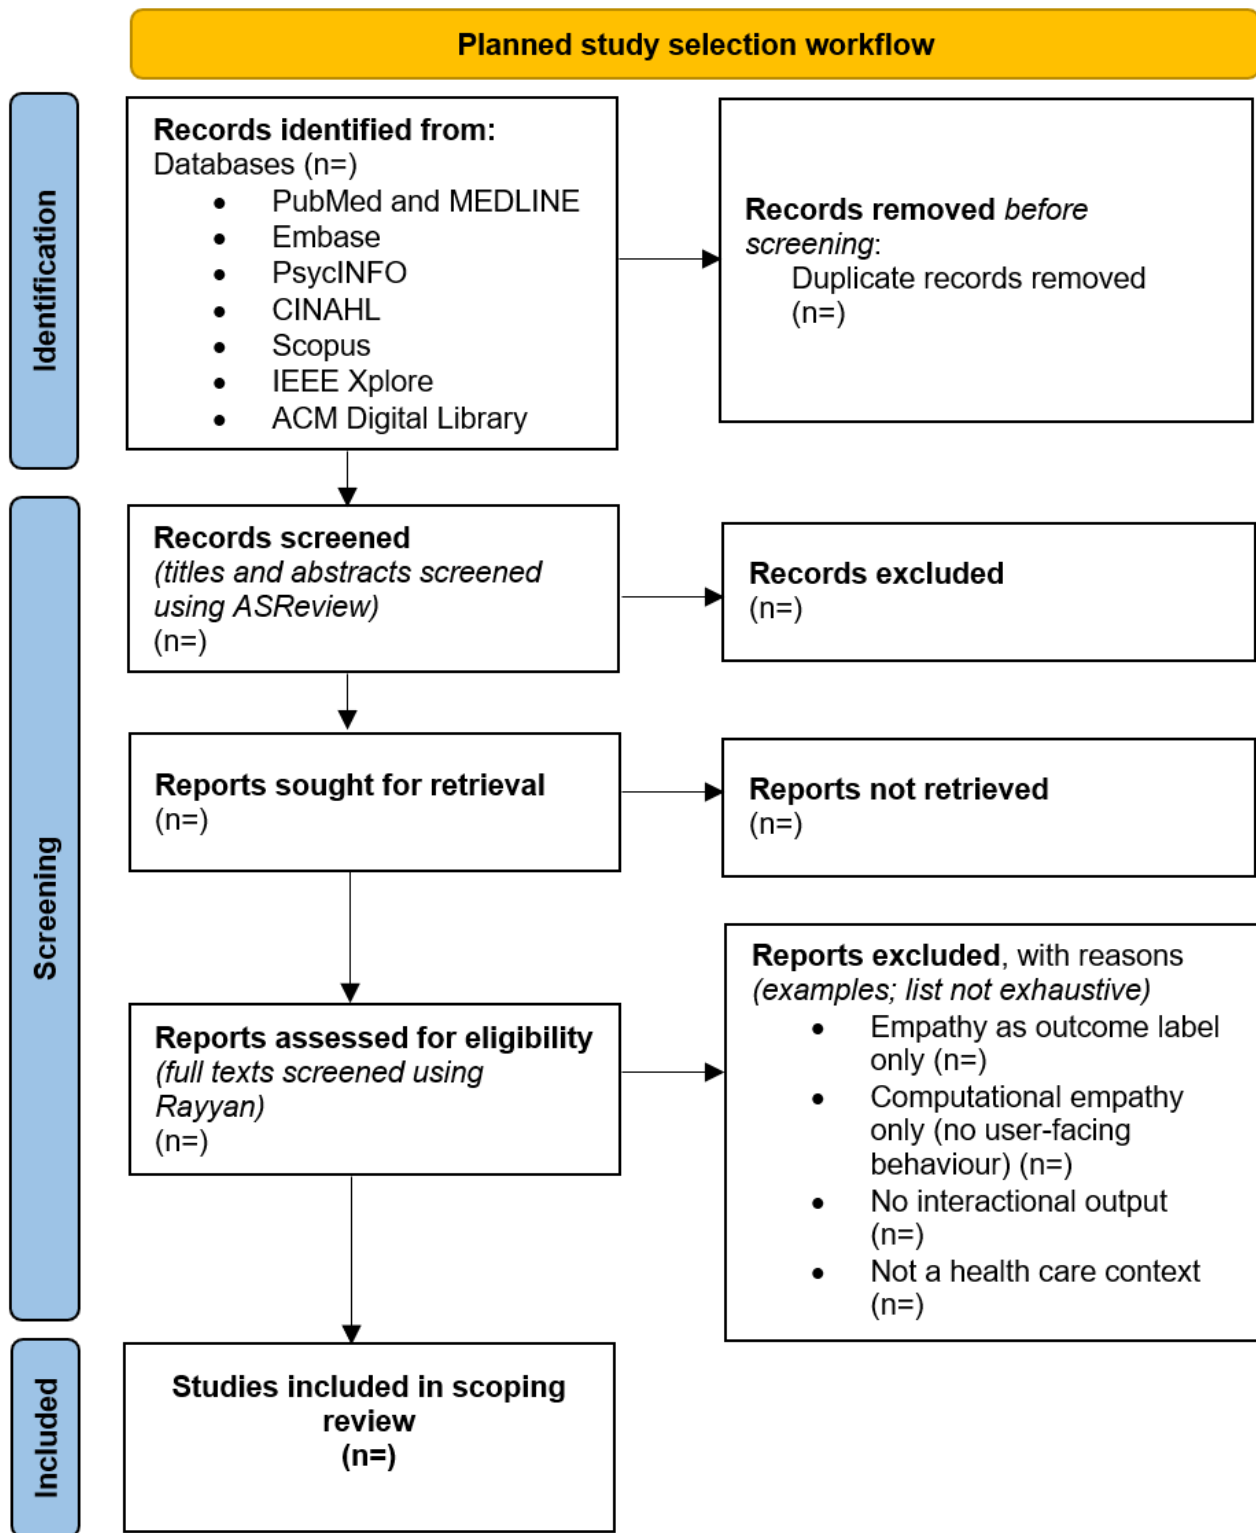 Planned study selection workflow
Identification
Records identified from:
Databases (n=)
• PubMed and MEDLINE
• Embase
• PsycINFO
• CINAHL
• Scopus
• IEEE Xplore
• ACM Digital Library
Records removed before
screening:
Duplicate records removed
(n=)
Screening
Records screened
(titles and abstracts screened
using ASReview)
(n=)
Records excluded
(n=)
Reports sought for retrieval
(n=)
Reports not retrieved
(n=)
Reports assessed for eligibility
(full texts screened using
Rayyan)
(n=)
Reports excluded, with reasons
(examples; list not exhaustive)
• Empathy as outcome label
only (n=)
• Computational empathy
only (no user-facing
behaviour) (n=)
• No interactional output
(n=)
• Not a health care context
(n=)
Included
Studies included in scoping
review
(n=)